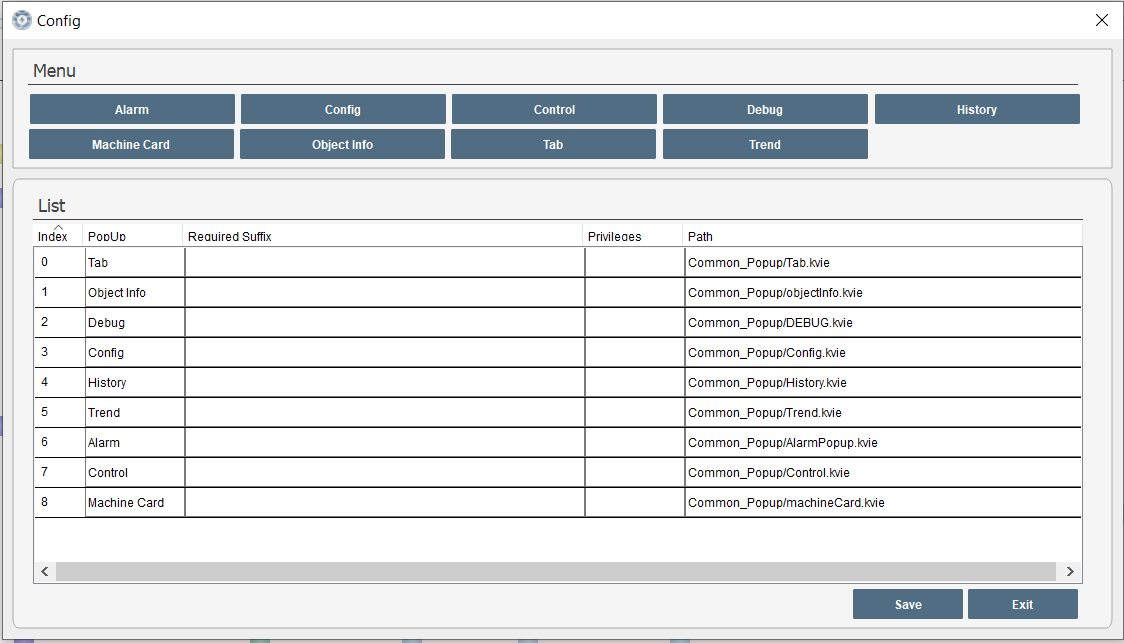 Config
Menu
Alarm Config Control Debug History
Machine Card Object Info Tab Trend
List
Index PopUp Required Suffix Privileges Path
0 Tab Common_Popup/Tab.kvie
1 Object Info Common_Popup/objectInfo.kvie
2 Debug Common_Popup/DEBUG.kvie
3 Config Common_Popup/Config.kvie
4 History Common_Popup/History.kvie
5 Trend Common_Popup/Trend.kvie
6 Alarm Common_Popup/AlarmPopup.kvie
7 Control Common_Popup/Control.kvie
8 Machine Card Common_Popup/machineCard.kvie
Save Exit